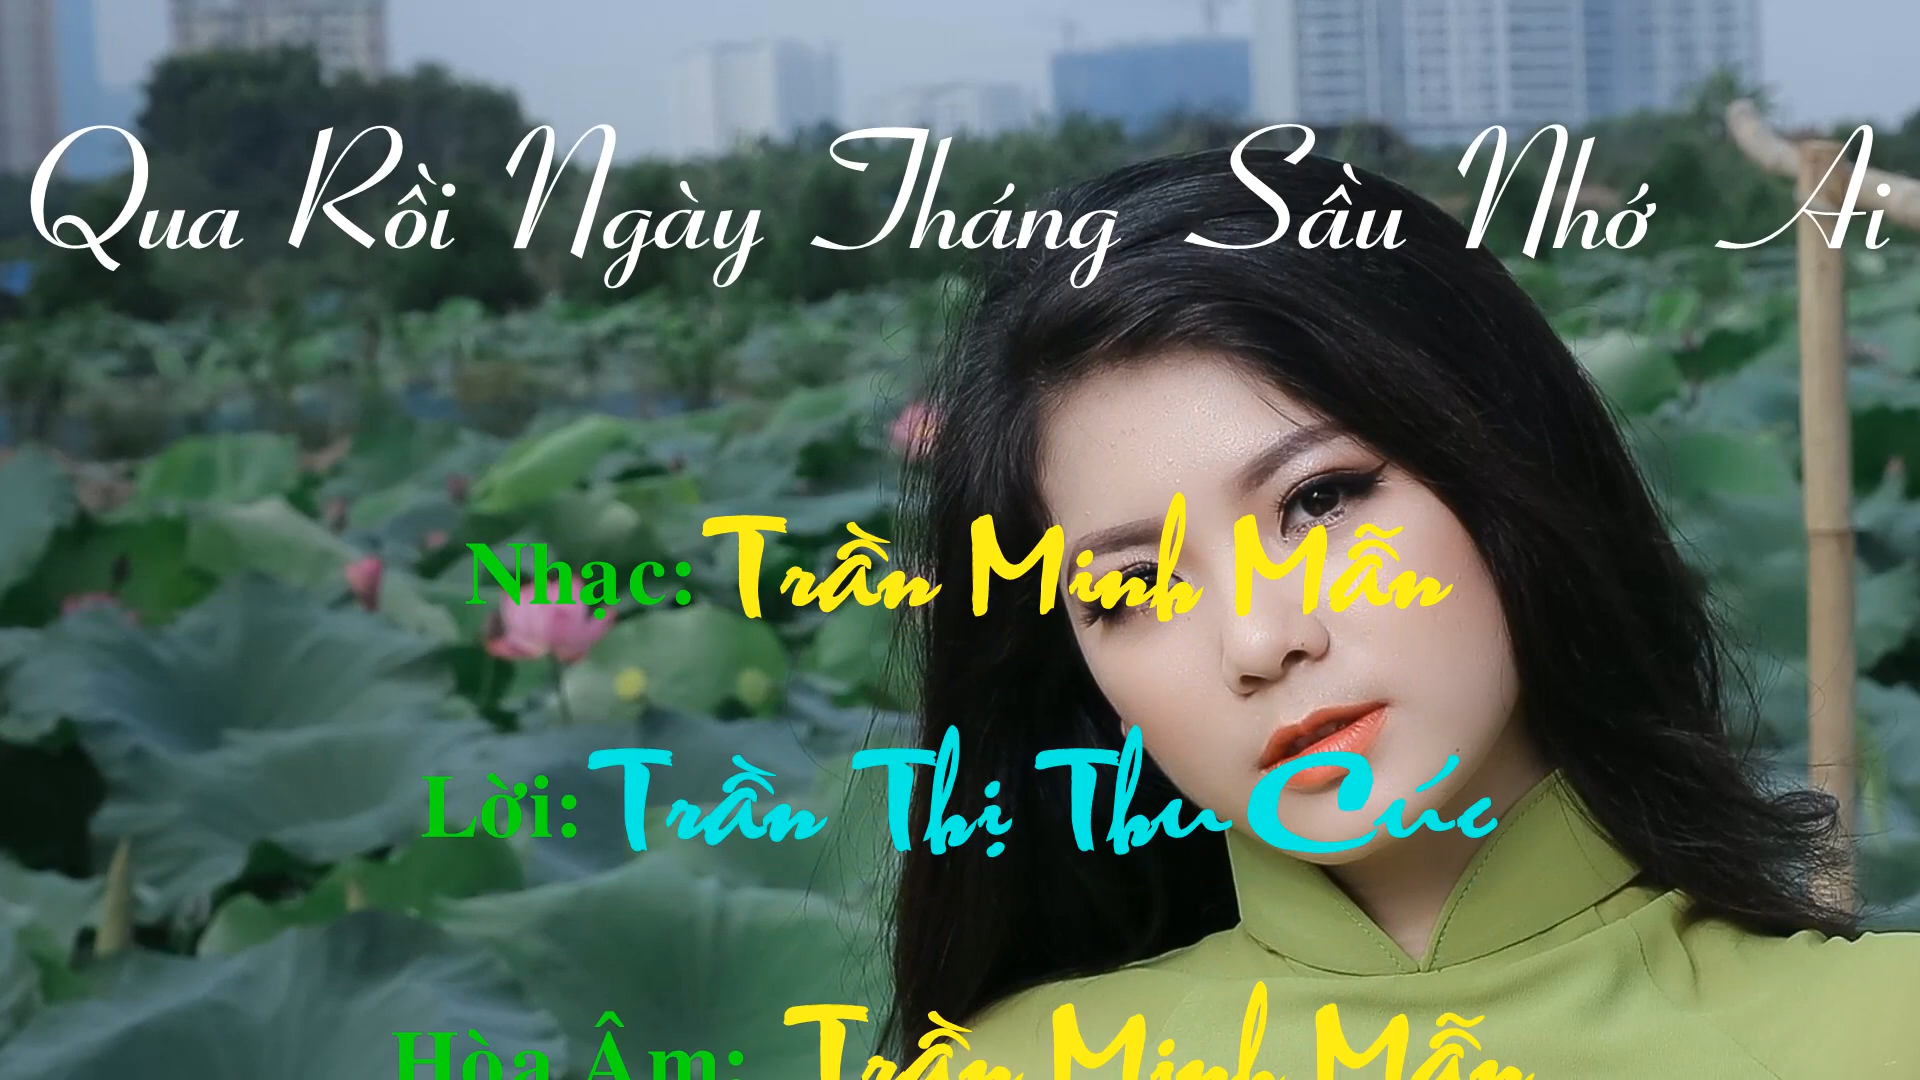 Qua Rồi Ngày Tháng Sầu Nhớ Ai
Nhạc: Trần Minh Mẫn
Lời: Trần Thị Thu Cúc
Hòa Âm: Trần Minh Mẫn